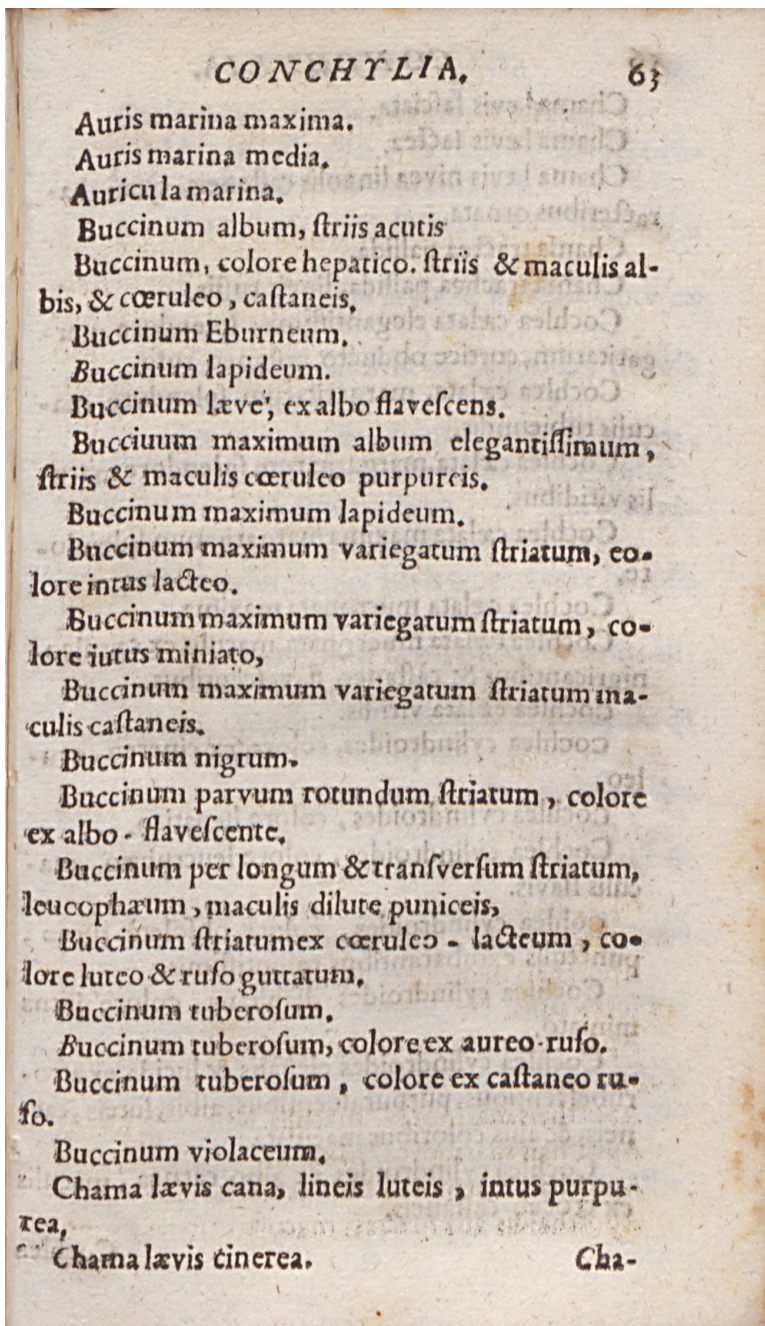 CONCHYLIA. 63
Auris marina maxima.
Auris marina media.
Auricula marina.
Buccinum album, ſtriis acutis
Buccinum, colore hepatico. ſtriis & maculis al-
bis, & cœruleo, caſtaneis.
Buccinum Eburneum.
Buccinum lapideum.
Buccinum læve, ex albo flaveſcens.
Bucciuum maximum album elegantiſſimum,
ſtriis & maculis cœruleo purpureis.
Buccinum maximum lapideum.
Buccinum maximum variegatum ſtriatum, co-
lore intus lacteo.
Buccinum maximum variegatum ſtriatum, co-
lore iutus miniato,
Buccinum maximum variegatum ſtriatum ma-
culis caſtaneis.
Buccinum nigrum.
Buccinum parvum rotundum ſtriatum, colore
ex albo - flaveſcente.
Buccinum per longum & tranſverſum ſtriatum,
leucophæum, maculis dilute puniceis,
Buccinum ſtriatumex cœruleo - lacteum, co-
lore luteo & rufo guttatum.
Buccinum tuberoſum.
Buccinum tuberoſum, colore ex aureo-rufo.
Buccinum tuberoſum, colore ex caſtaneo ru-
fo.
Buccinum violaceum.
Chama lævis cana, lineis luteis, intus purpu-
rea,
Chama lævis cinerea. Cha-